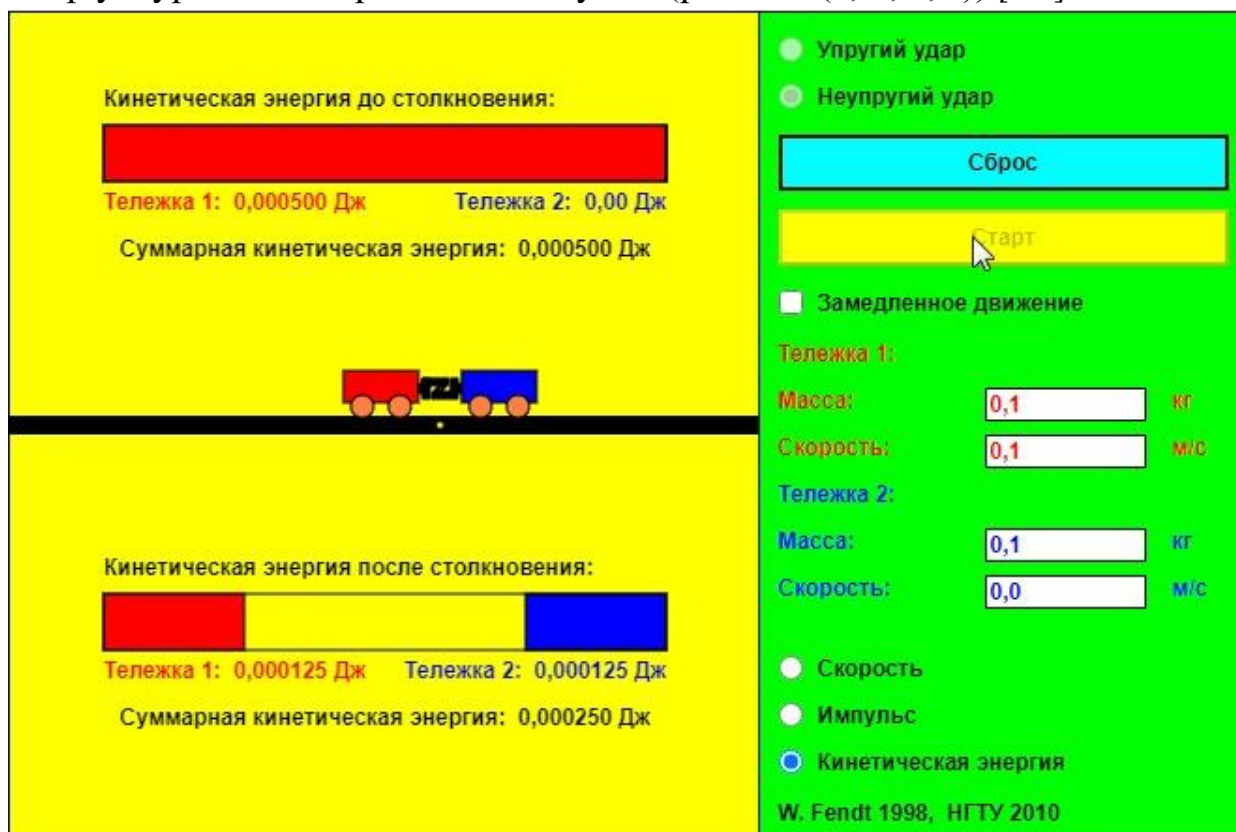 Кинетическая энергия до столкновения:
Тележка 1: 0,000500 Дж Тележка 2: 0,00 Дж
Суммарная кинетическая энергия: 0,000500 Дж
Кинетическая энергия после столкновения:
Тележка 1: 0,000125 Дж Тележка 2: 0,000125 Дж
Суммарная кинетическая энергия: 0,000250 Дж
Упругий удар
Неупругий удар
Сброс
Старт
Замедленное движение
Тележка 1:
Масса: 0,1 кг
Скорость: 0,1 м/с
Тележка 2:
Масса: 0,1 кг
Скорость: 0,0 м/с
Скорость
Импульс
Кинетическая энергия
W. Fendt 1998, НГТУ 2010